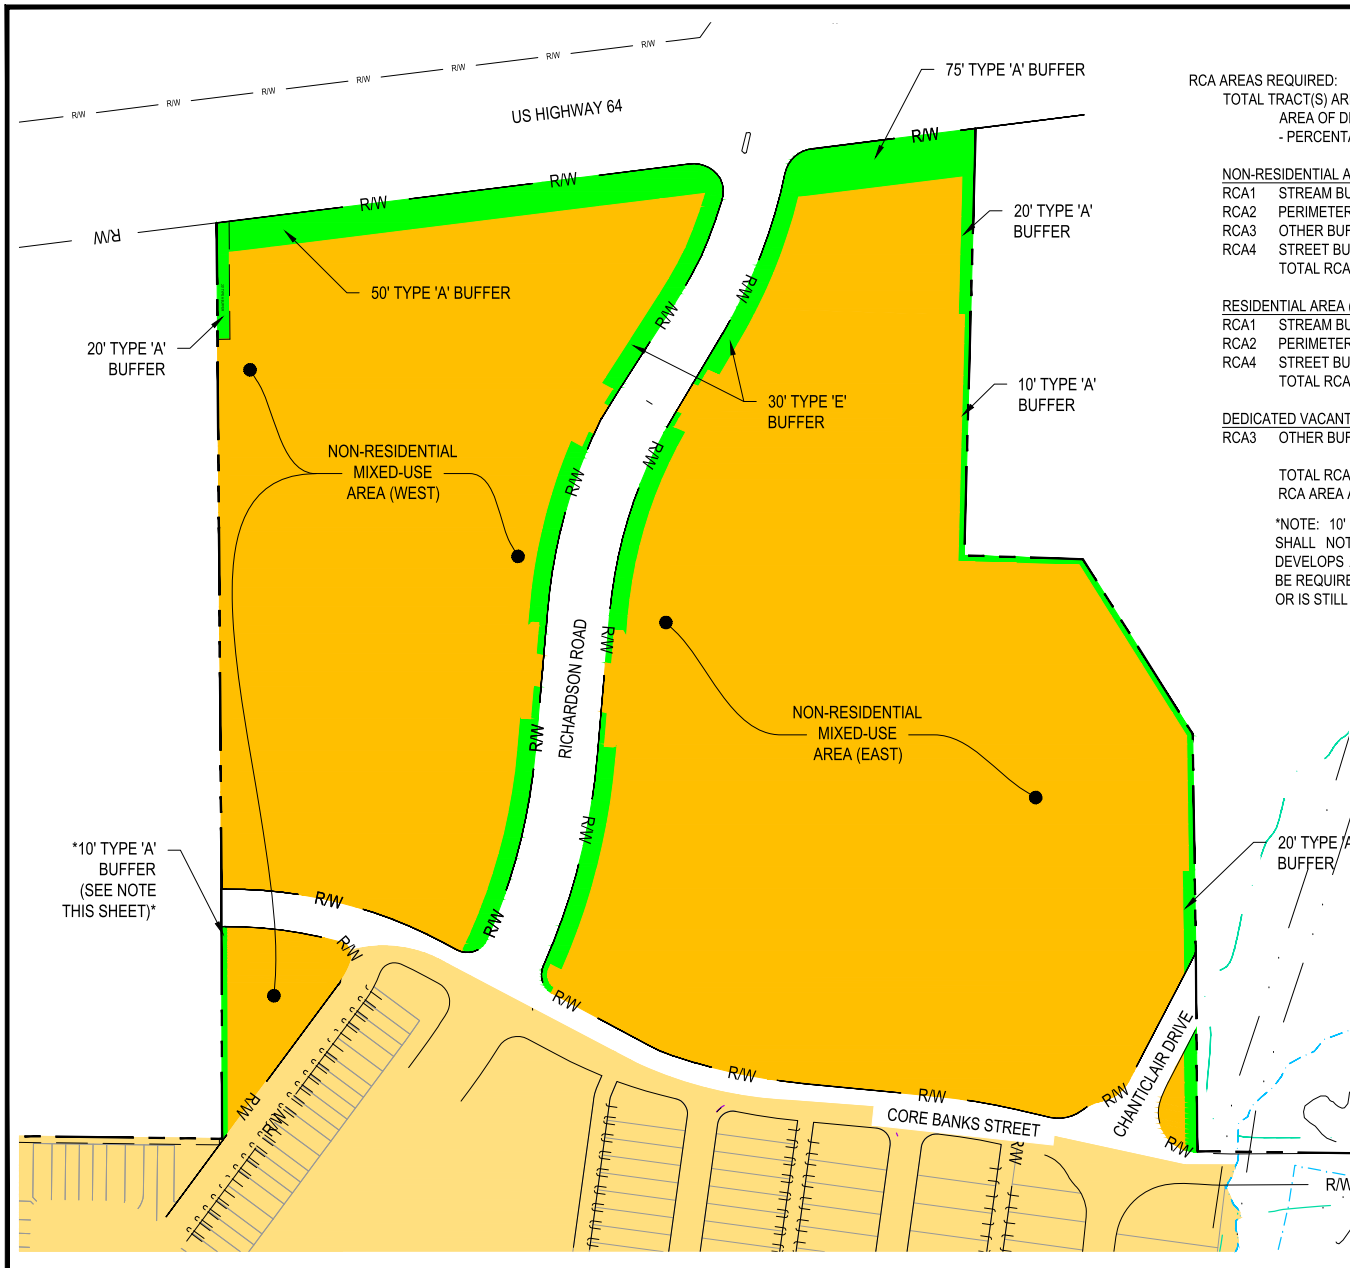 R/W
R/W
R/W
R/W
R/W
R/W
R/W
US HIGHWAY 64
75' TYPE 'A' BUFFER
R/W
R/W
R/W
R/W
20' TYPE 'A'
BUFFER
50' TYPE 'A' BUFFER
R/W
R/W
20' TYPE 'A'
BUFFER
10' TYPE 'A'
BUFFER
30' TYPE 'E'
BUFFER
NON-RESIDENTIAL
MIXED-USE
AREA (WEST)
R/W
R/W
RICHARDSON ROAD
R/W
R/W
NON-RESIDENTIAL
MIXED-USE
AREA (EAST)
R/W
*10' TYPE 'A'
BUFFER
(SEE NOTE
THIS SHEET)*
20' TYPE 'A
BUFFER
R/W
R/W
R/W
R/W
R/W
R/W
R/W
R/W
R/W
CORE BANKS STREET
CHANTICLAIR DRIVE
R/W
R/W
R/W
R/W
RCA AREAS REQUIRED:
TOTAL TRACT(S) AR
AREA OF D
- PERCENTA
NON-RESIDENTIAL A
RCA1 STREAM BU
RCA2 PERIMETER
RCA3 OTHER BUF
RCA4 STREET BU
TOTAL RCA
RESIDENTIAL AREA (
RCA1 STREAM BU
RCA2 PERIMETER
RCA4 STREET BU
TOTAL RCA
DEDICATED VACANT
RCA3 OTHER BUF
TOTAL RCA
RCA AREA A
*NOTE: 10'
SHALL NOT
DEVELOPS
BE REQUIRE
OR IS STILL